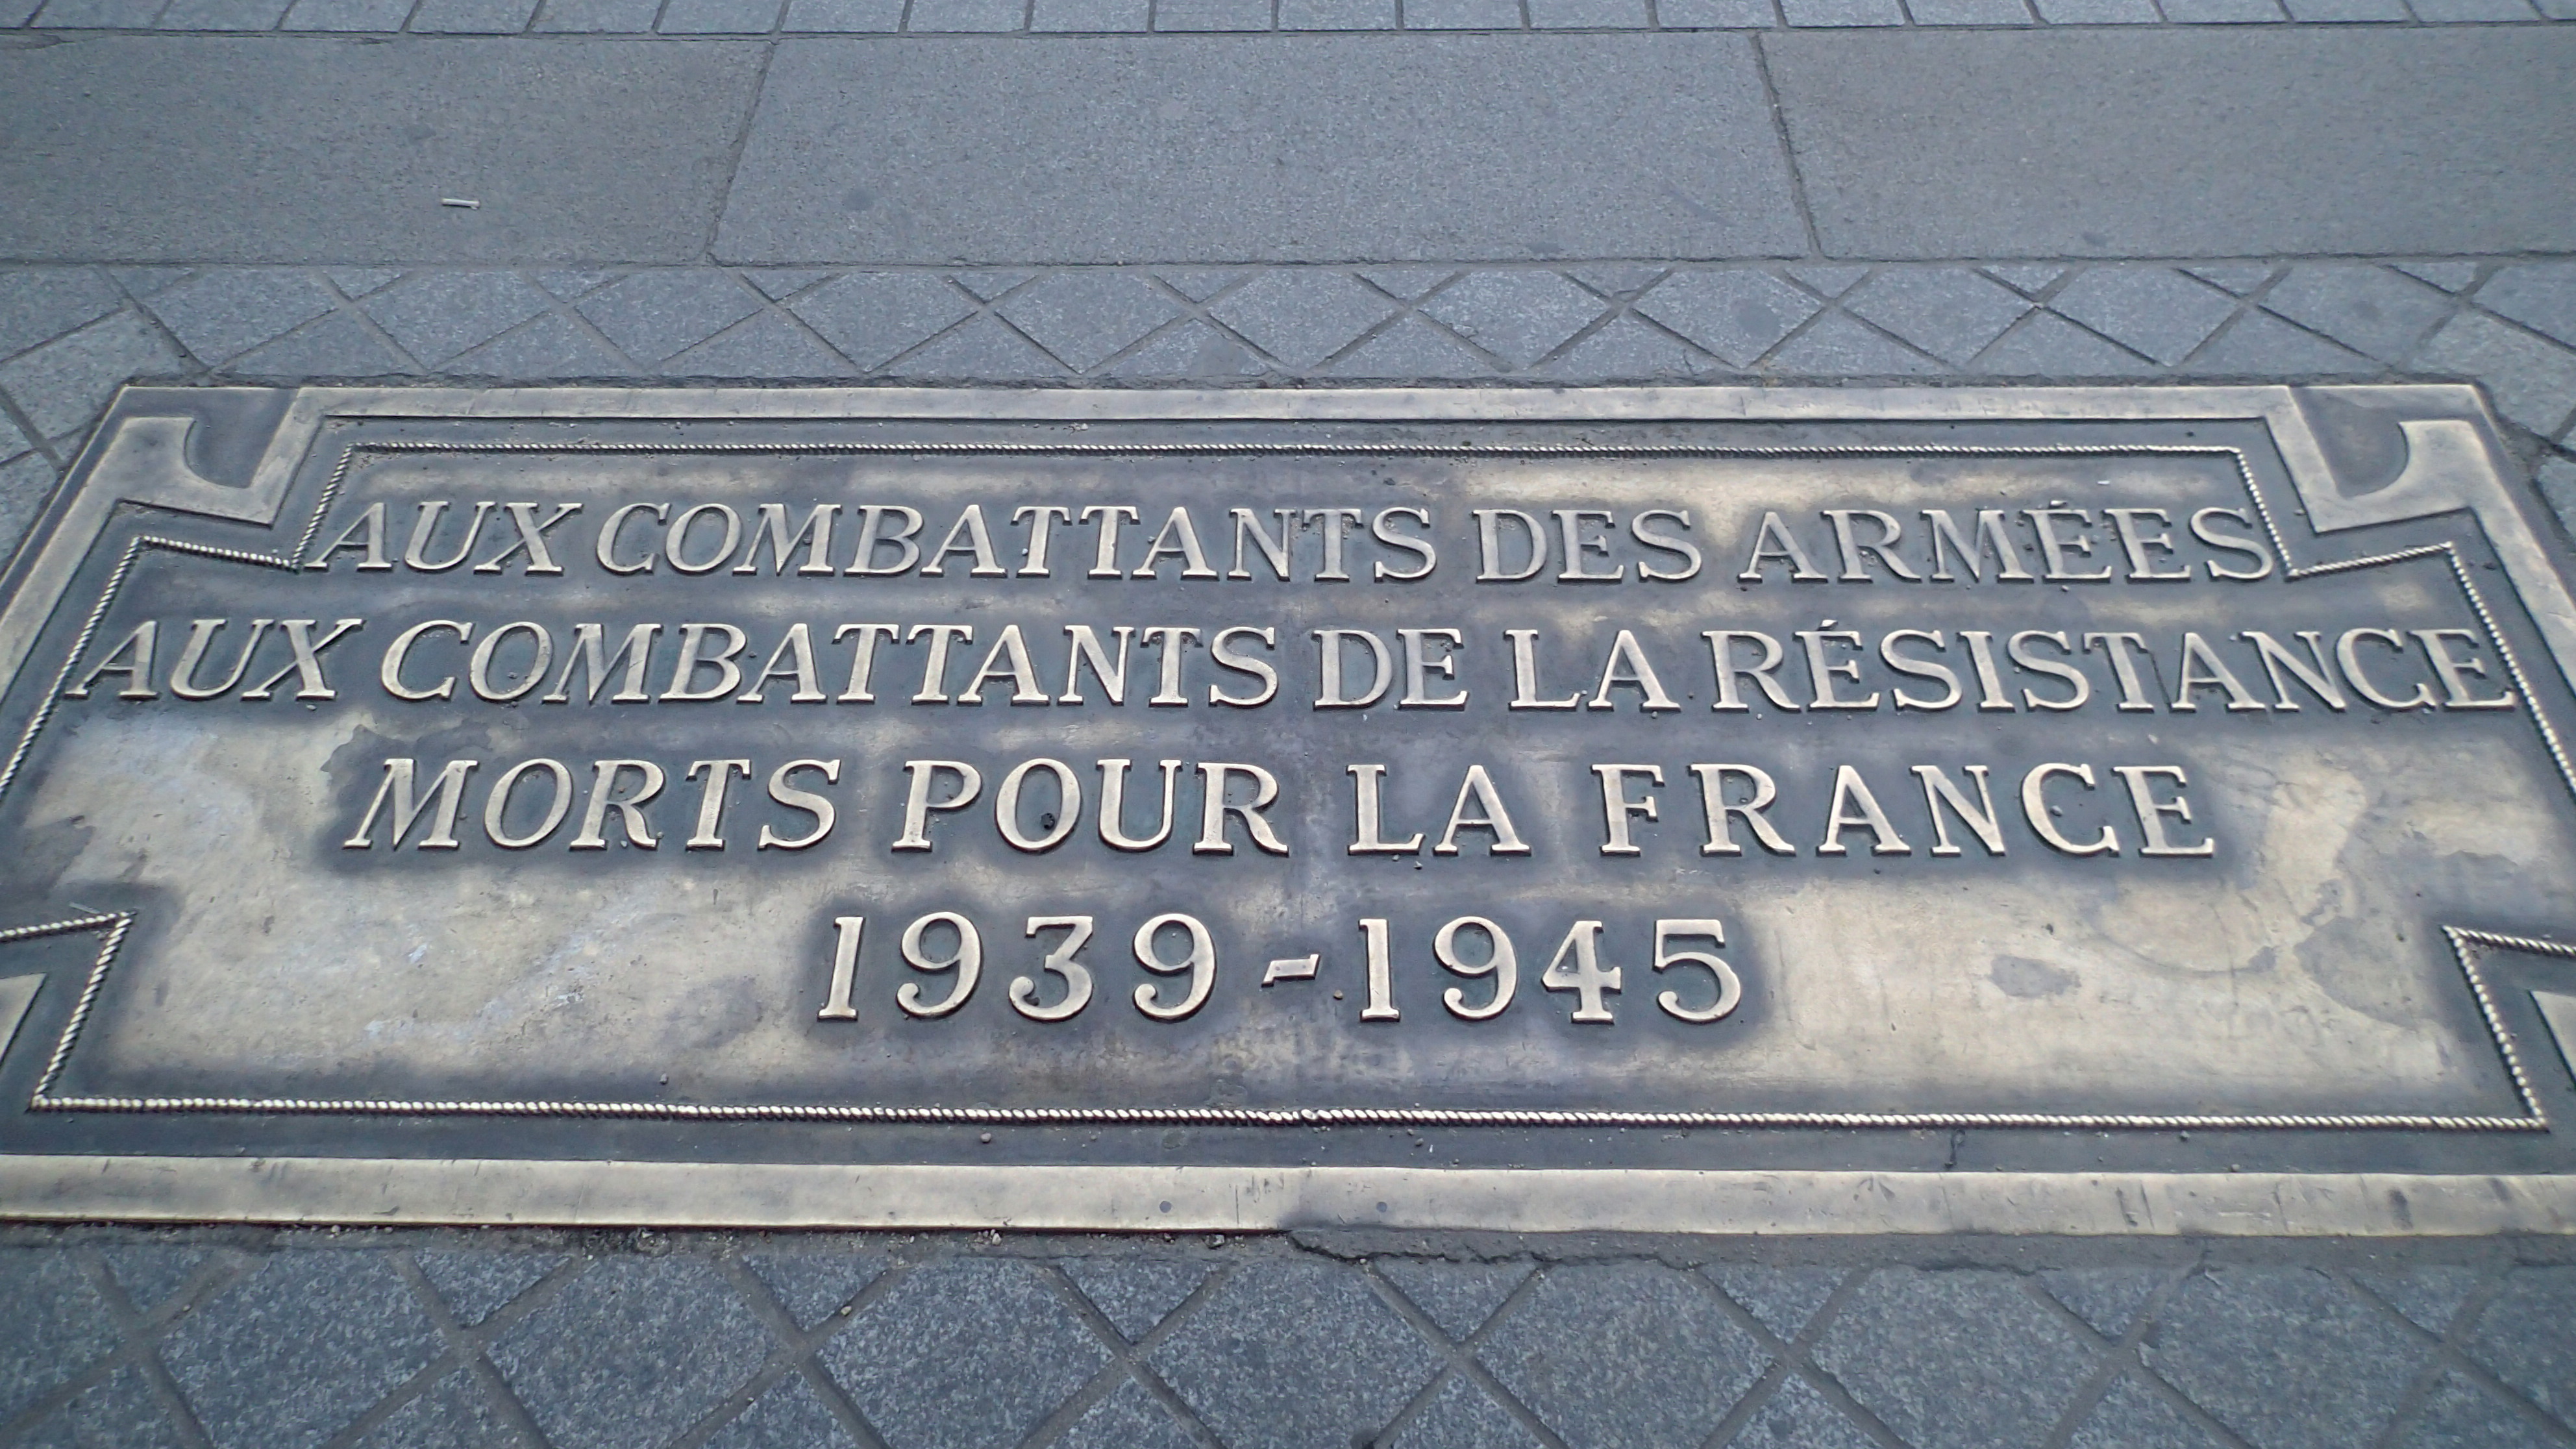 AUX COMBATTANTS DES ARMÉES
AUX COMBATTANTS DE LA RÉSISTANCE
MORTS POUR LA FRANCE
1939-1945